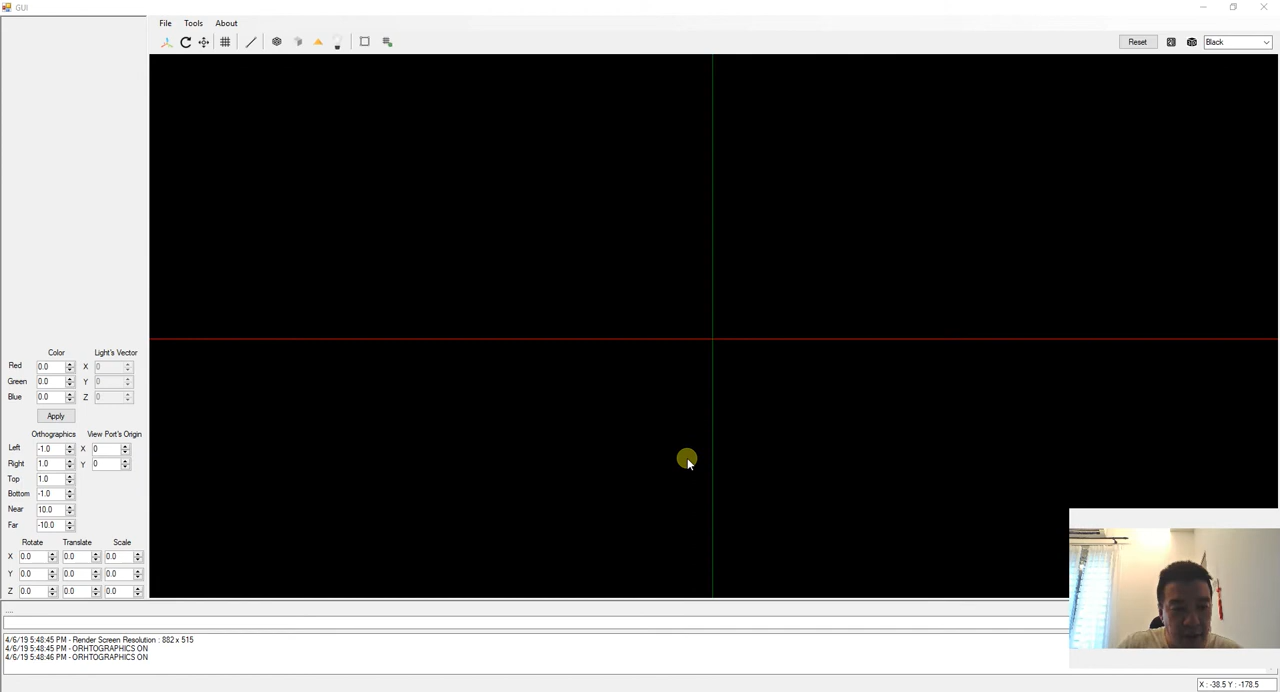 GUI
File Tools About
Reset Black
Color Light's Vector
Red 0.0 X 0
Green 0.0 Y 0
Blue 0.0 Z 0
Apply
Orthographics View Port's Origin
Left -1.0 X 0
Right 1.0 Y 0
Top 1.0
Bottom -1.0
Near 10.0
Far -10.0
Rotate Translate Scale
X 0.0 0.0 0.0
Y 0.0 0.0 0.0
Z 0.0 0.0 0.0
....
4/6/19 5:48:45 PM - Render Screen Resolution : 882 x 515
4/6/19 5:48:45 PM - ORHTOGRAPHICS ON
4/6/19 5:48:46 PM - ORHTOGRAPHICS ON
X : -38.5 Y : -178.5